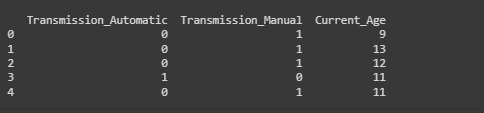 Transmission_Automatic Transmission_Manual Current_Age
0 0 1 9
1 0 1 13
2 0 1 12
3 1 0 11
4 0 1 11